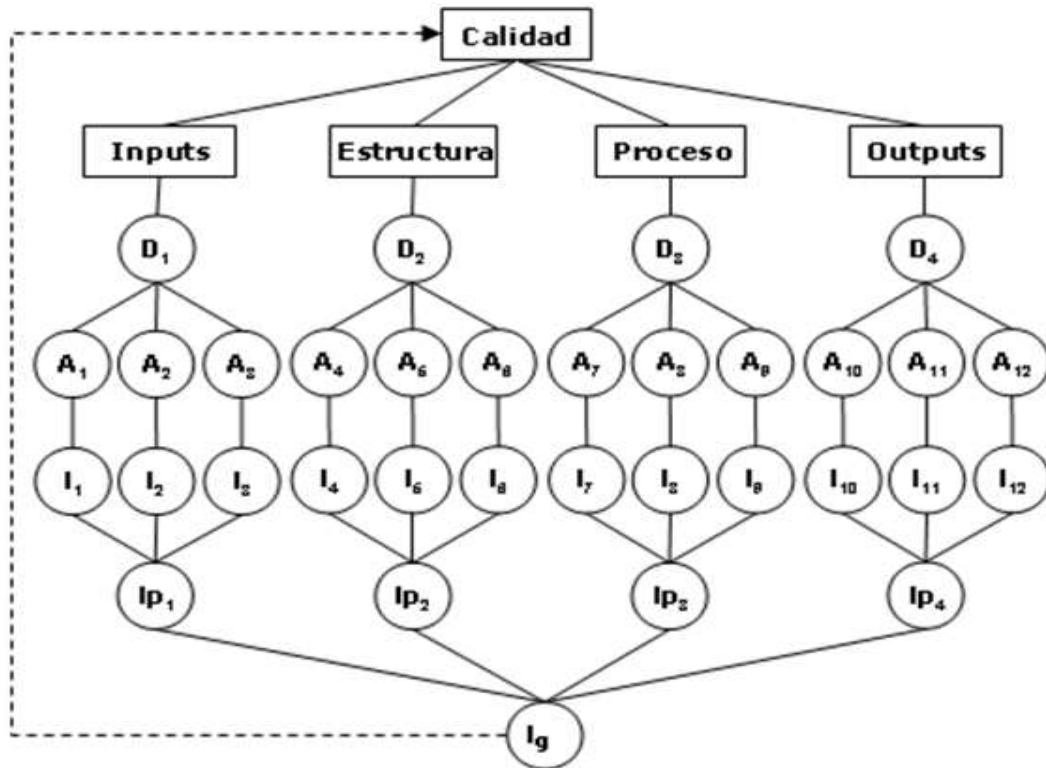 Calidad
Inputs Estructura Proceso Outputs
D₁ D₂ D₃ D₄
A₁ A₂ A₃ A₄ A₅ A₆ A₇ A₈ A₉ A₁₀ A₁₁ A₁₂
I₁ I₂ I₃ I₄ I₅ I₆ I₇ I₈ I₉ I₁₀ I₁₁ I₁₂
Ip₁ Ip₂ Ip₃ Ip₄
I₉